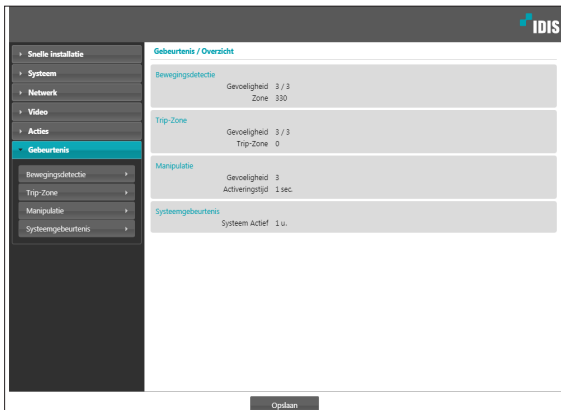 IDIS
Snelle installatie
Systeem
Netwerk
Video
Acties
Gebeurtenis
Bewegingsdetectie
Trip-Zone
Manipulatie
Systeemgebeurtenis
Gebeurtenis / Overzicht
Bewegingsdetectie
Gevoeligheid 3 / 3
Zone 330
Trip-Zone
Gevoeligheid 3 / 3
Trip-Zone 0
Manipulatie
Gevoeligheid 3
Activeringstijd 1 sec.
Systeemgebeurtenis
Systeem Actief 1 u.
Opslaan